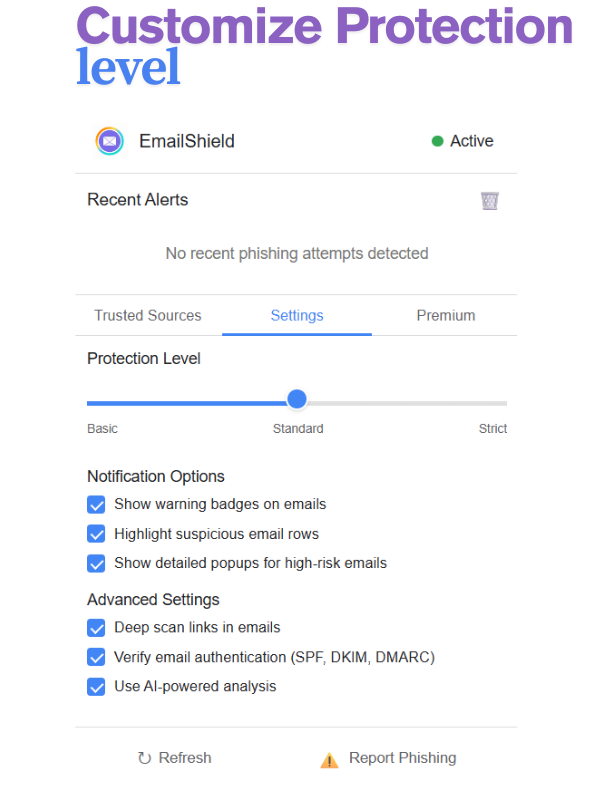 Customize Protection
level
EmailShield
Active
Recent Alerts
No recent phishing attempts detected
Trusted Sources Settings Premium
Protection Level
Basic Standard Strict
Notification Options
Show warning badges on emails
Highlight suspicious email rows
Show detailed popups for high-risk emails
Advanced Settings
Deep scan links in emails
Verify email authentication (SPF, DKIM, DMARC)
Use AI-powered analysis
Refresh Report Phishing